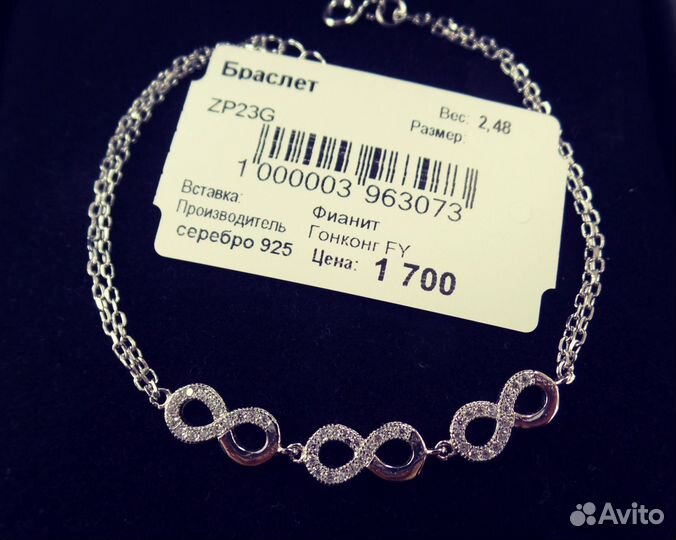 Браслет
ZP23G
Вес: 2,48
Размер:
1 000003 963073
Вставка: Фианит
Производитель Гонконг FY
серебро 925 Цена: 1 700
Avito